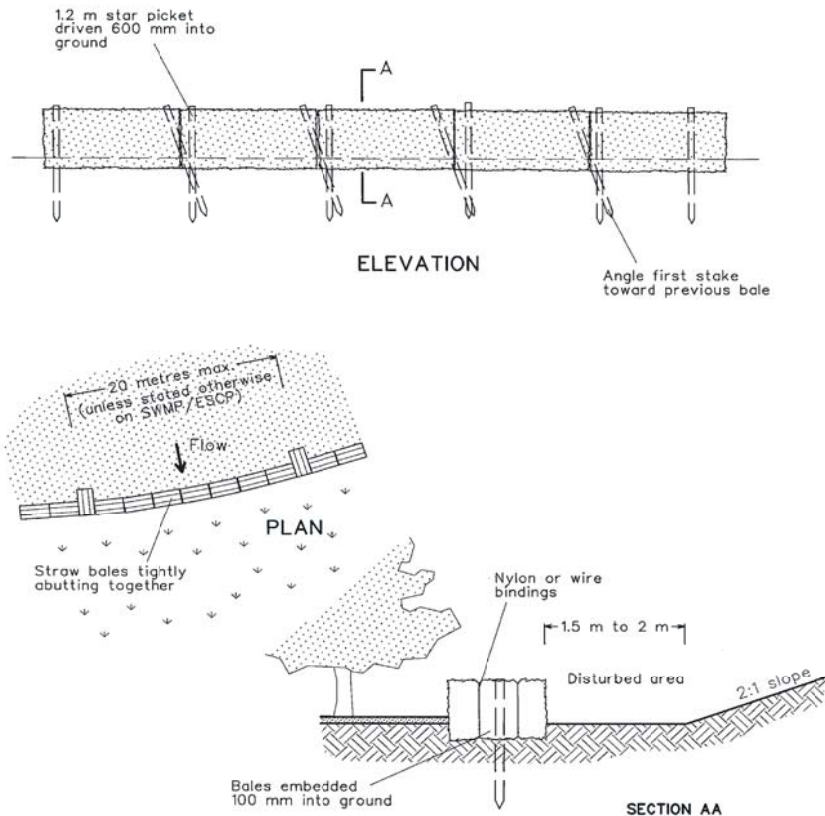 1.2 m star picket
driven 600 mm into
ground
A
A
ELEVATION
Angle first stake
toward previous bale
20 metres max.
(unless stated otherwise
on SWMP/ESCP)
Flow
PLAN
Straw bales tightly
abutting together
Nylon or wire
bindings
1.5 m to 2 m
Disturbed area
2:1 slope
Bales embedded
100 mm into ground
SECTION AA